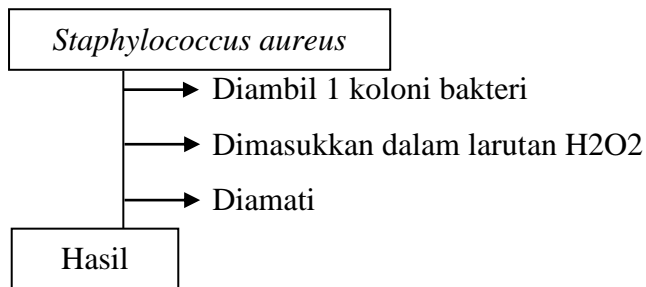 Staphylococcus aureus
Diambil 1 koloni bakteri
Dimasukkan dalam larutan H2O2
Diamati
Hasil